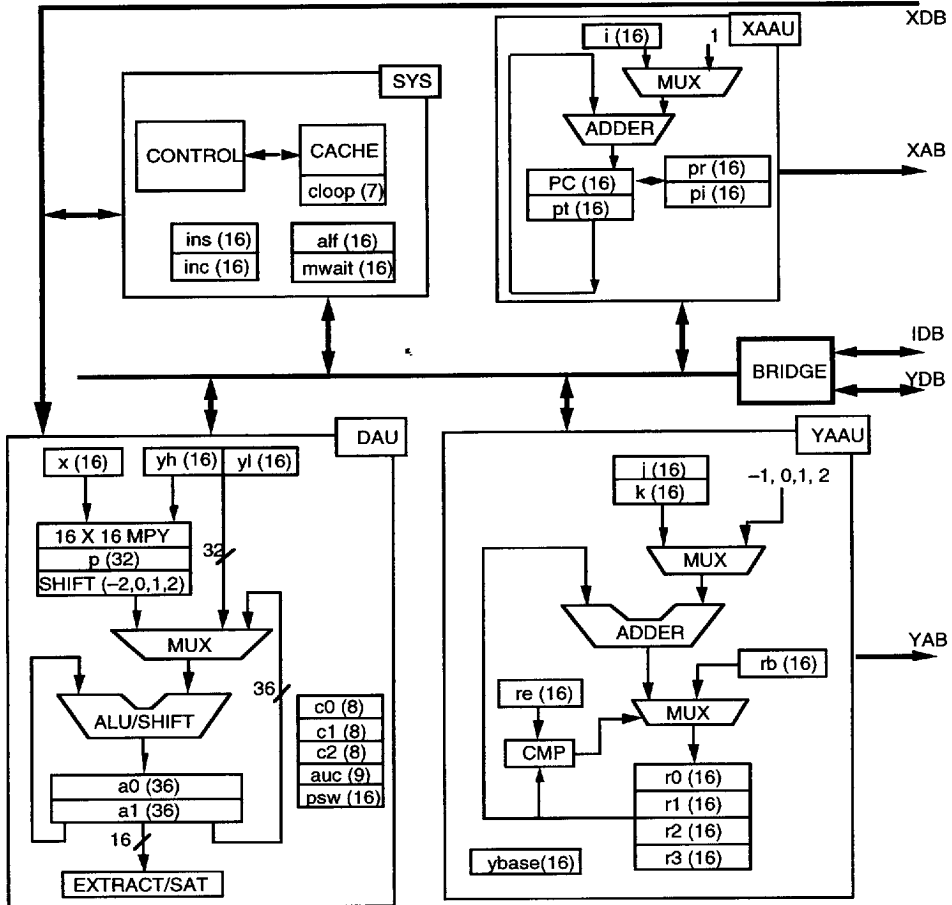 XDB
XAAU
i (16)
1
MUX
ADDER
PC (16)
pt (16)
pr (16)
pi (16)
XAB
SYS
CONTROL
CACHE
cloop (7)
ins (16)
inc (16)
alf (16)
mwait (16)
IDB
BRIDGE
YDB
DAU
x (16)
yh (16)
yl (16)
16 X 16 MPY
p (32)
SHIFT (–2,0,1,2)
32
MUX
36
ALU/SHIFT
a0 (36)
a1 (36)
16
EXTRACT/SAT
c0 (8)
c1 (8)
c2 (8)
auc (9)
psw (16)
YAAU
j (16)
k (16)
–1, 0,1, 2
MUX
ADDER
rb (16)
re (16)
MUX
CMP
r0 (16)
r1 (16)
r2 (16)
r3 (16)
ybase(16)
YAB